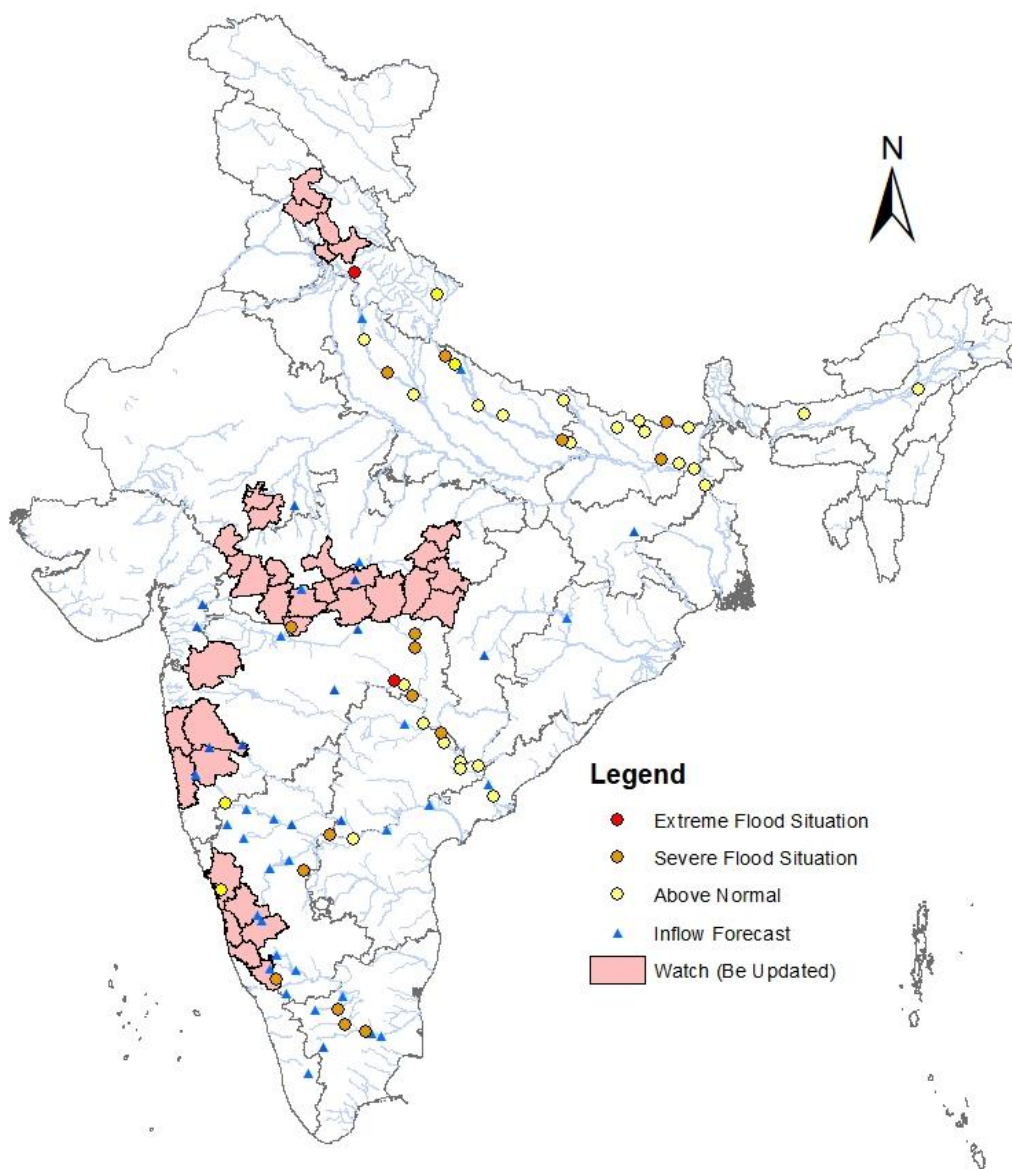 N
Legend
Extreme Flood Situation
Severe Flood Situation
Above Normal
Inflow Forecast
Watch (Be Updated)